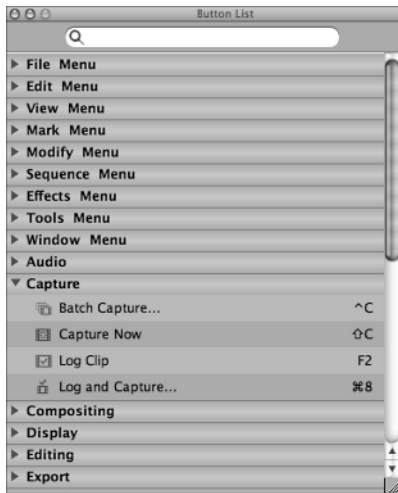 Button List
File Menu
Edit Menu
View Menu
Mark Menu
Modify Menu
Sequence Menu
Effects Menu
Tools Menu
Window Menu
Audio
Capture
Batch Capture... ^C
Capture Now ⇧C
Log Clip F2
Log and Capture... ⌘8
Compositing
Display
Editing
Export